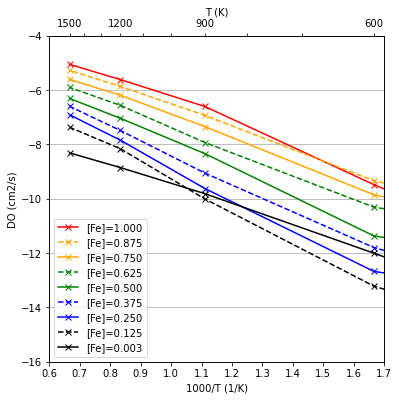 T (K)
1500 1200 900 600
−4
−6
−8
−10
−12
−14
−16
DO (cm2/s)
[Fe]=1.000
[Fe]=0.875
[Fe]=0.750
[Fe]=0.625
[Fe]=0.500
[Fe]=0.375
[Fe]=0.250
[Fe]=0.125
[Fe]=0.003
0.6 0.7 0.8 0.9 1.0 1.1 1.2 1.3 1.4 1.5 1.6 1.7
1000/T (1/K)